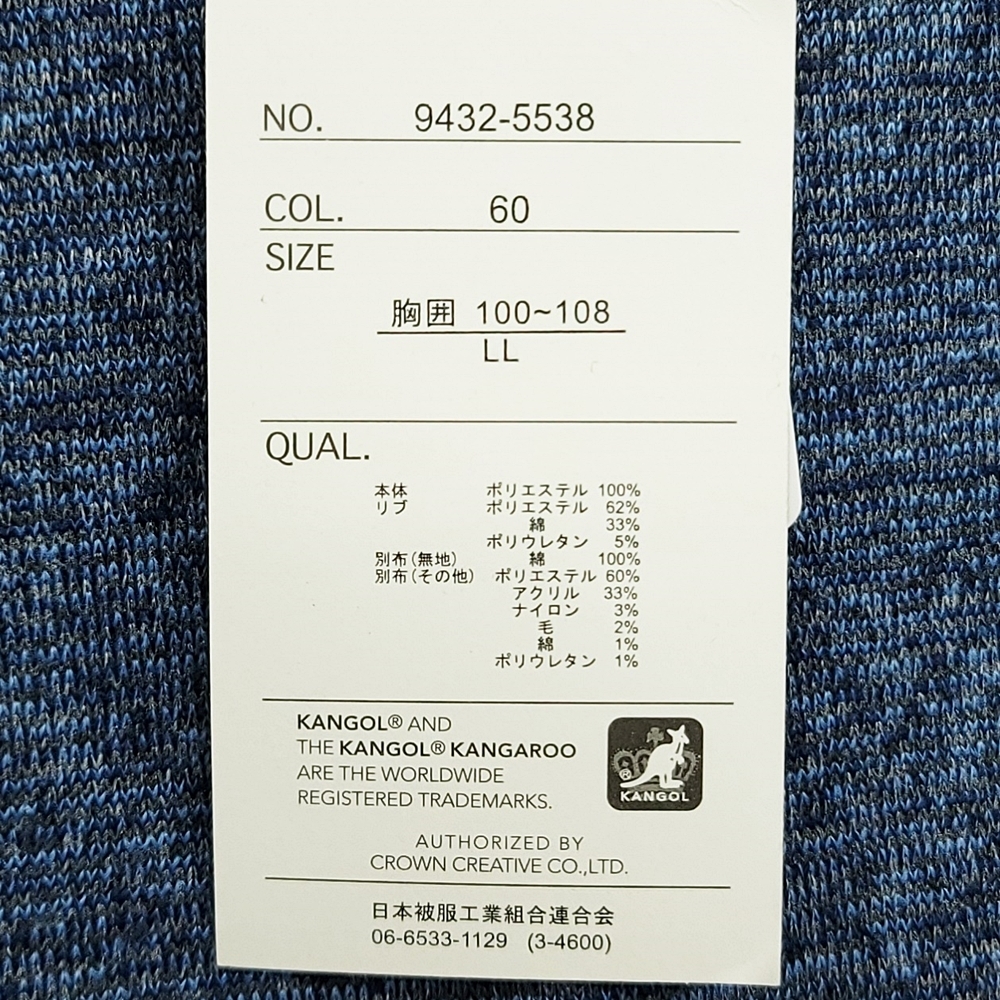 NO. 9432-5538
COL. 60
SIZE
胸囲 100~108
LL
QUAL.
本体 ポリエステル 100%
リブ ポリエステル 62%
綿 33%
ポリウレタン 5%
別布(無地) 綿 100%
別布(その他) ポリエステル 60%
アクリル 33%
ナイロン 3%
毛 2%
綿 1%
ポリウレタン 1%
KANGOL® AND
THE KANGOL® KANGAROO
ARE THE WORLDWIDE
REGISTERED TRADEMARKS.
® KANGOL
AUTHORIZED BY
CROWN CREATIVE CO.,LTD.
日本被服工業組合連合会
06-6533-1129 (3-4600)